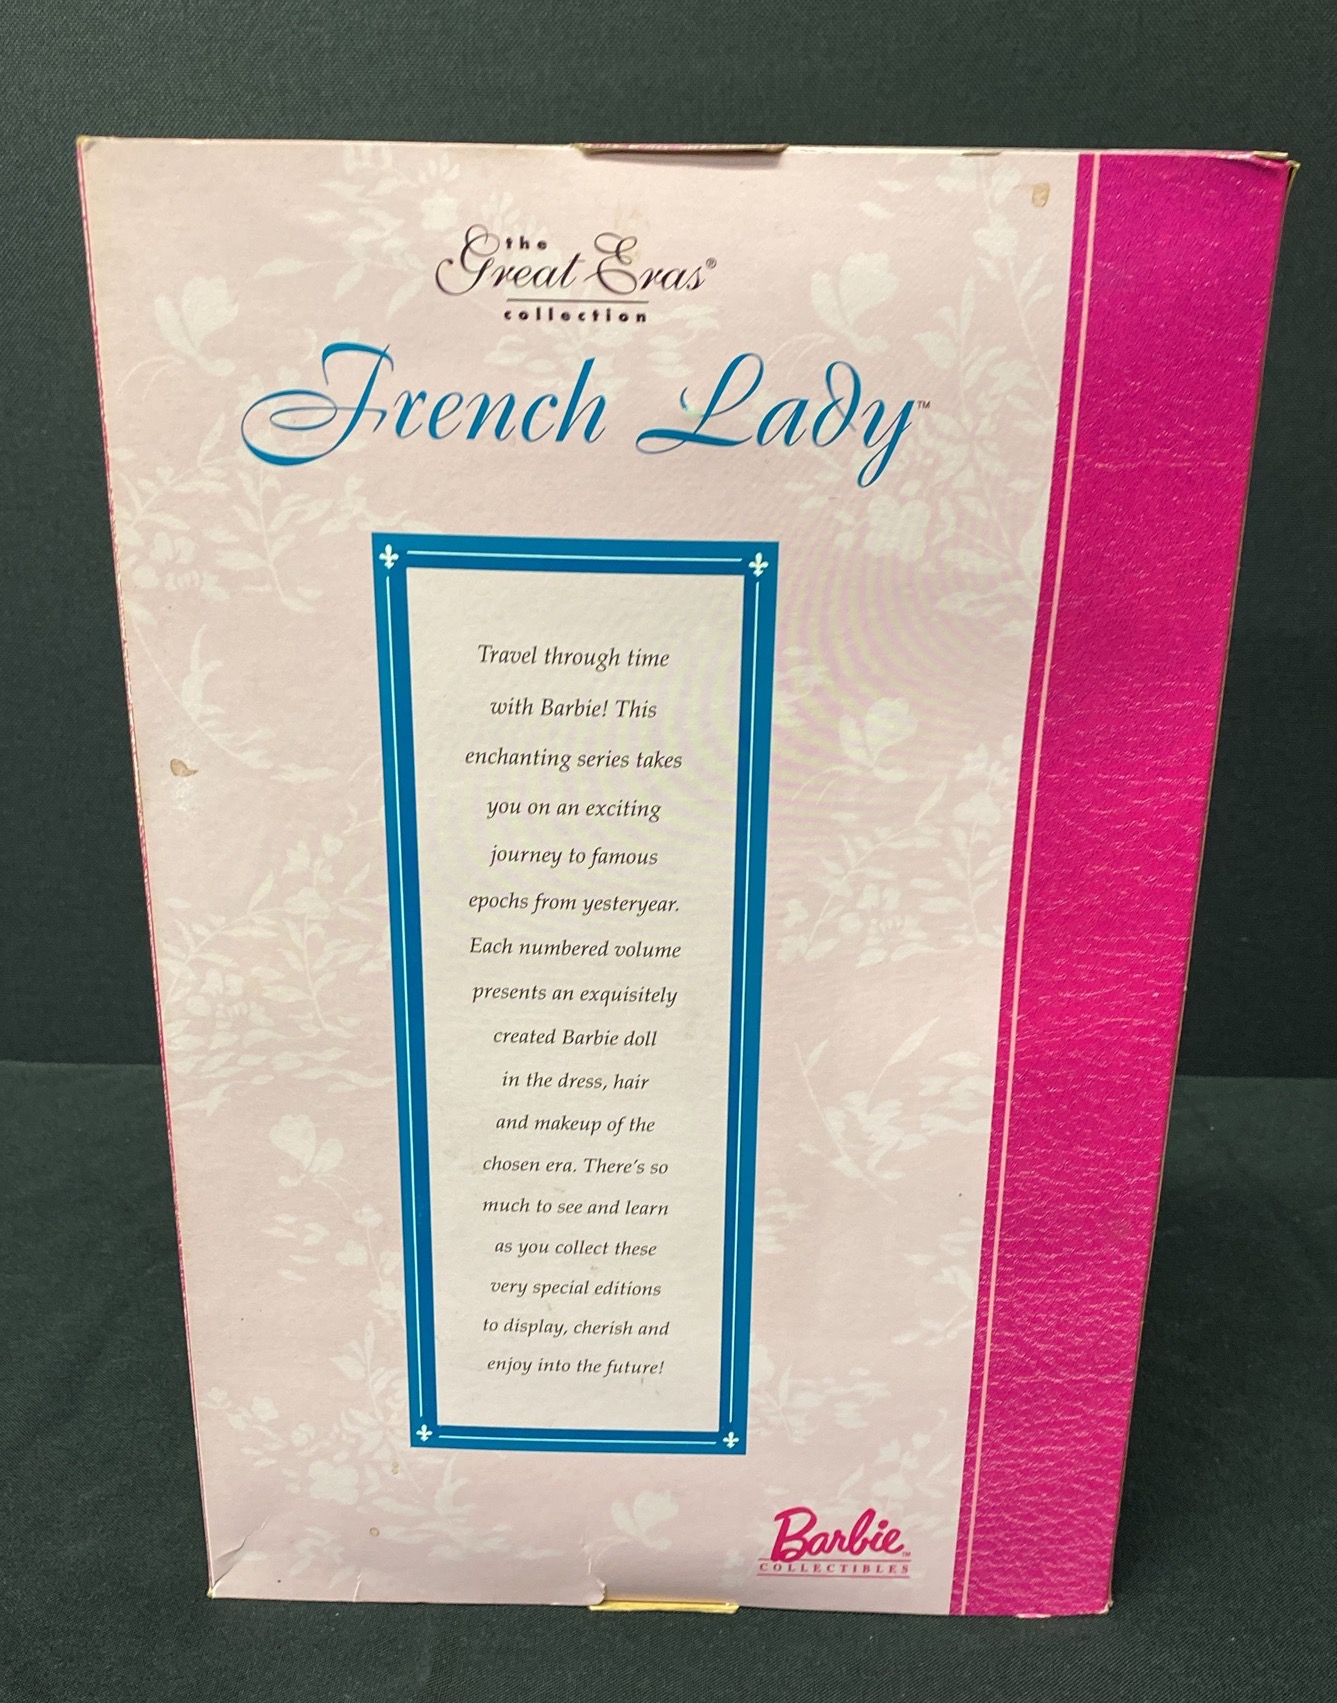 the
Great Eras®
collection
French Lady™
Travel through time
with Barbie! This
enchanting series takes
you on an exciting
journey to famous
epochs from yesteryear.
Each numbered volume
presents an exquisitely
created Barbie doll
in the dress, hair
and makeup of the
chosen era. There's so
much to see and learn
as you collect these
very special editions
to display, cherish and
enjoy into the future!
Barbie™
COLLECTIBLES